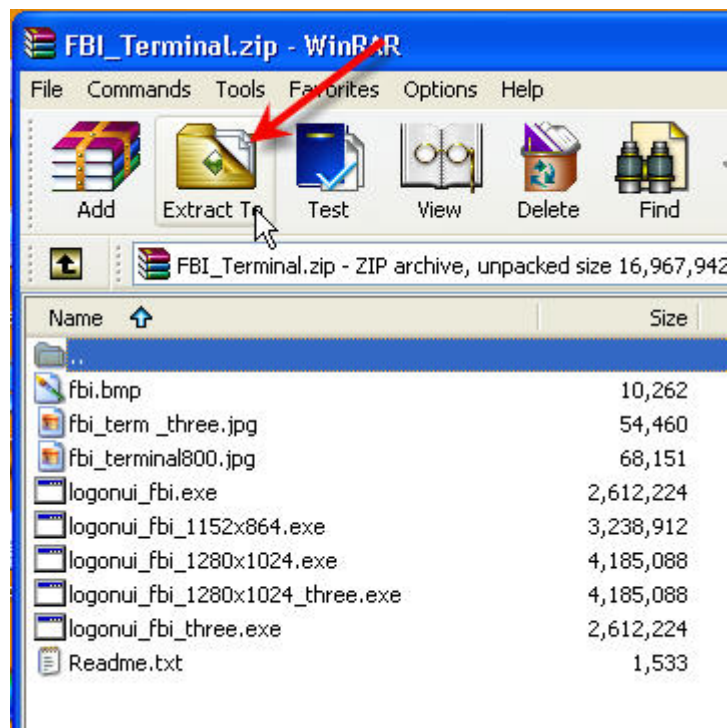 FBI_Terminal.zip - WinRAR
File Commands Tools Favorites Options Help
Add Extract To Test View Delete Find
FBI_Terminal.zip - ZIP archive, unpacked size 16,967,942
Name Size
..
fbi.bmp 10,262
fbi_term _three.jpg 54,460
fbi_terminal800.jpg 68,151
logonui_fbi.exe 2,612,224
logonui_fbi_1152x864.exe 3,238,912
logonui_fbi_1280x1024.exe 4,185,088
logonui_fbi_1280x1024_three.exe 4,185,088
logonui_fbi_three.exe 2,612,224
Readme.txt 1,533